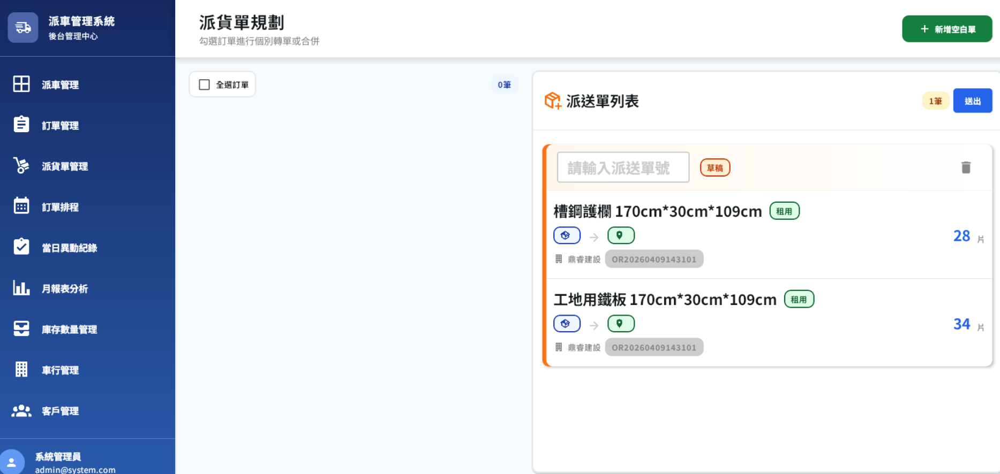 派車管理系統
後台管理中心
派車管理
訂單管理
派貨單管理
訂單排程
當日異動紀錄
月報表分析
庫存數量管理
車行管理
客戶管理
系統管理員
admin@system.com
派貨單規劃
勾選訂單進行個別轉單或合併
+ 新增空白單
全選訂單
0筆
派送單列表
1筆
送出
請輸入派送單號
草稿
槽鋼護欄 170cm*30cm*109cm 租用
28 片
鼎睿建設 OR20260409143101
工地用鐵板 170cm*30cm*109cm 租用
34 片
鼎睿建設 OR20260409143101